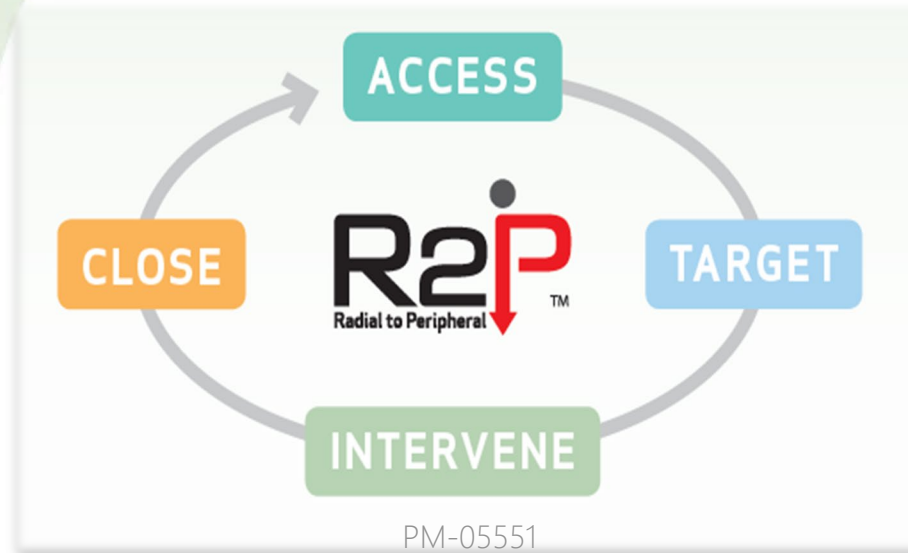 ACCESS
CLOSE
R2P
TM
Radial to Peripheral
TARGET
INTERVENE
PM-05551